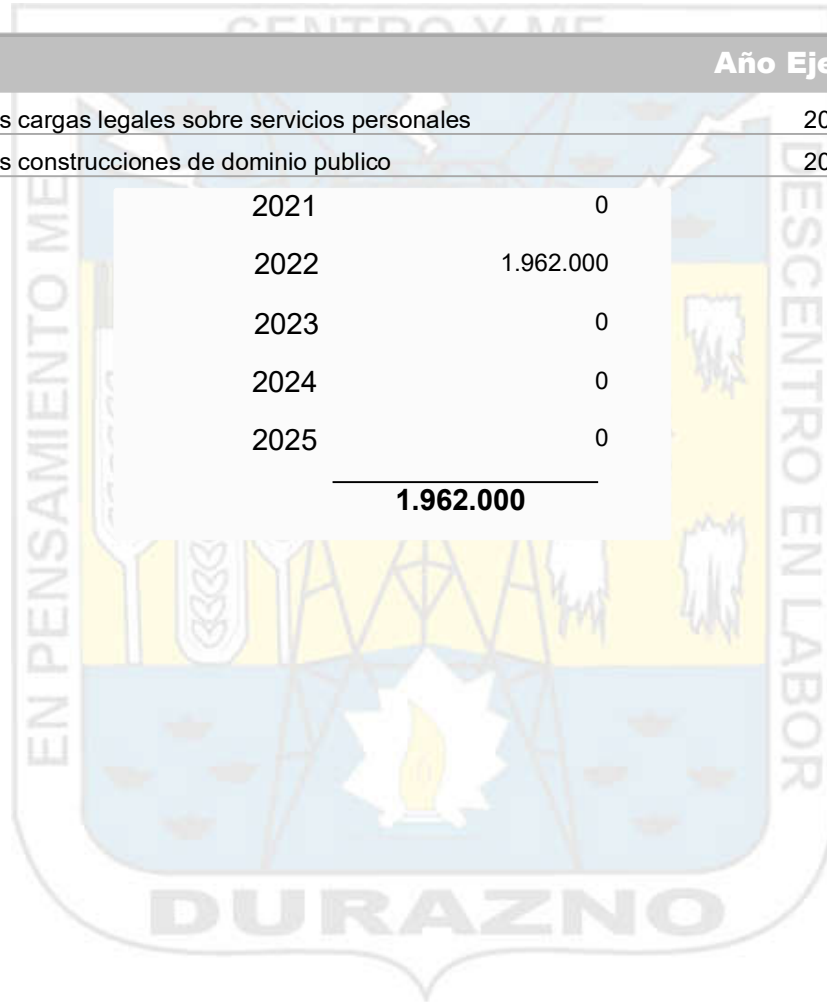 CENTRO Y ME
Año Eje
s cargas legales sobre servicios personales 20
s construcciones de dominio publico 20
2021 0
2022 1.962.000
2023 0
2024 0
2025 0
1.962.000
EN PENSAMIENTO ME
DESCENTRO EN LABOR
DURAZNO